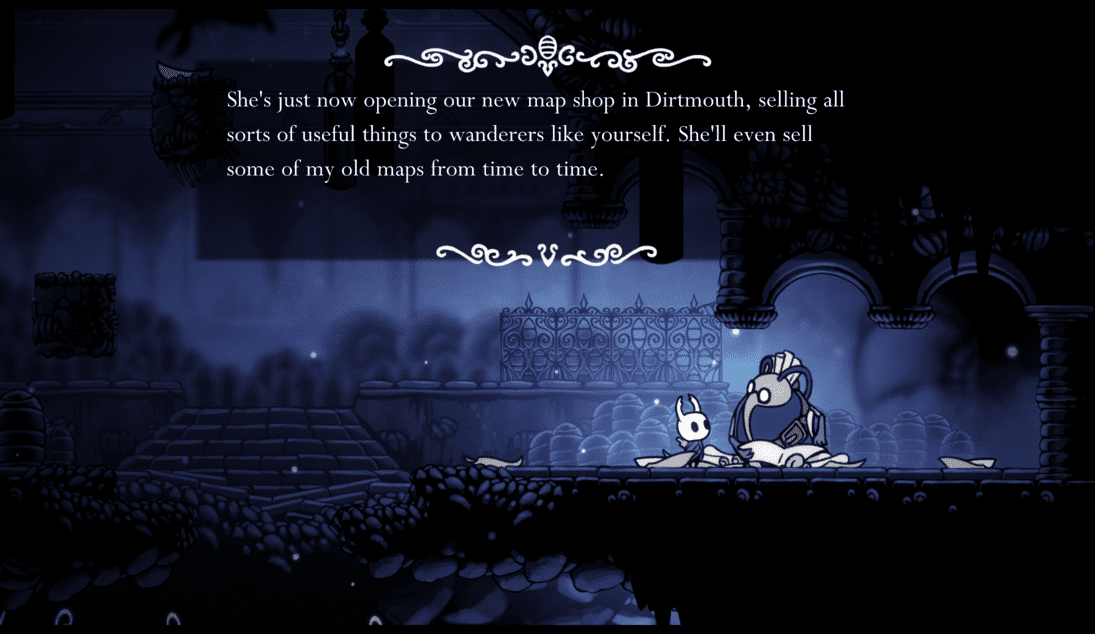 She's just now opening our new map shop in Dirtmouth, selling all
sorts of useful things to wanderers like yourself. She'll even sell
some of my old maps from time to time.